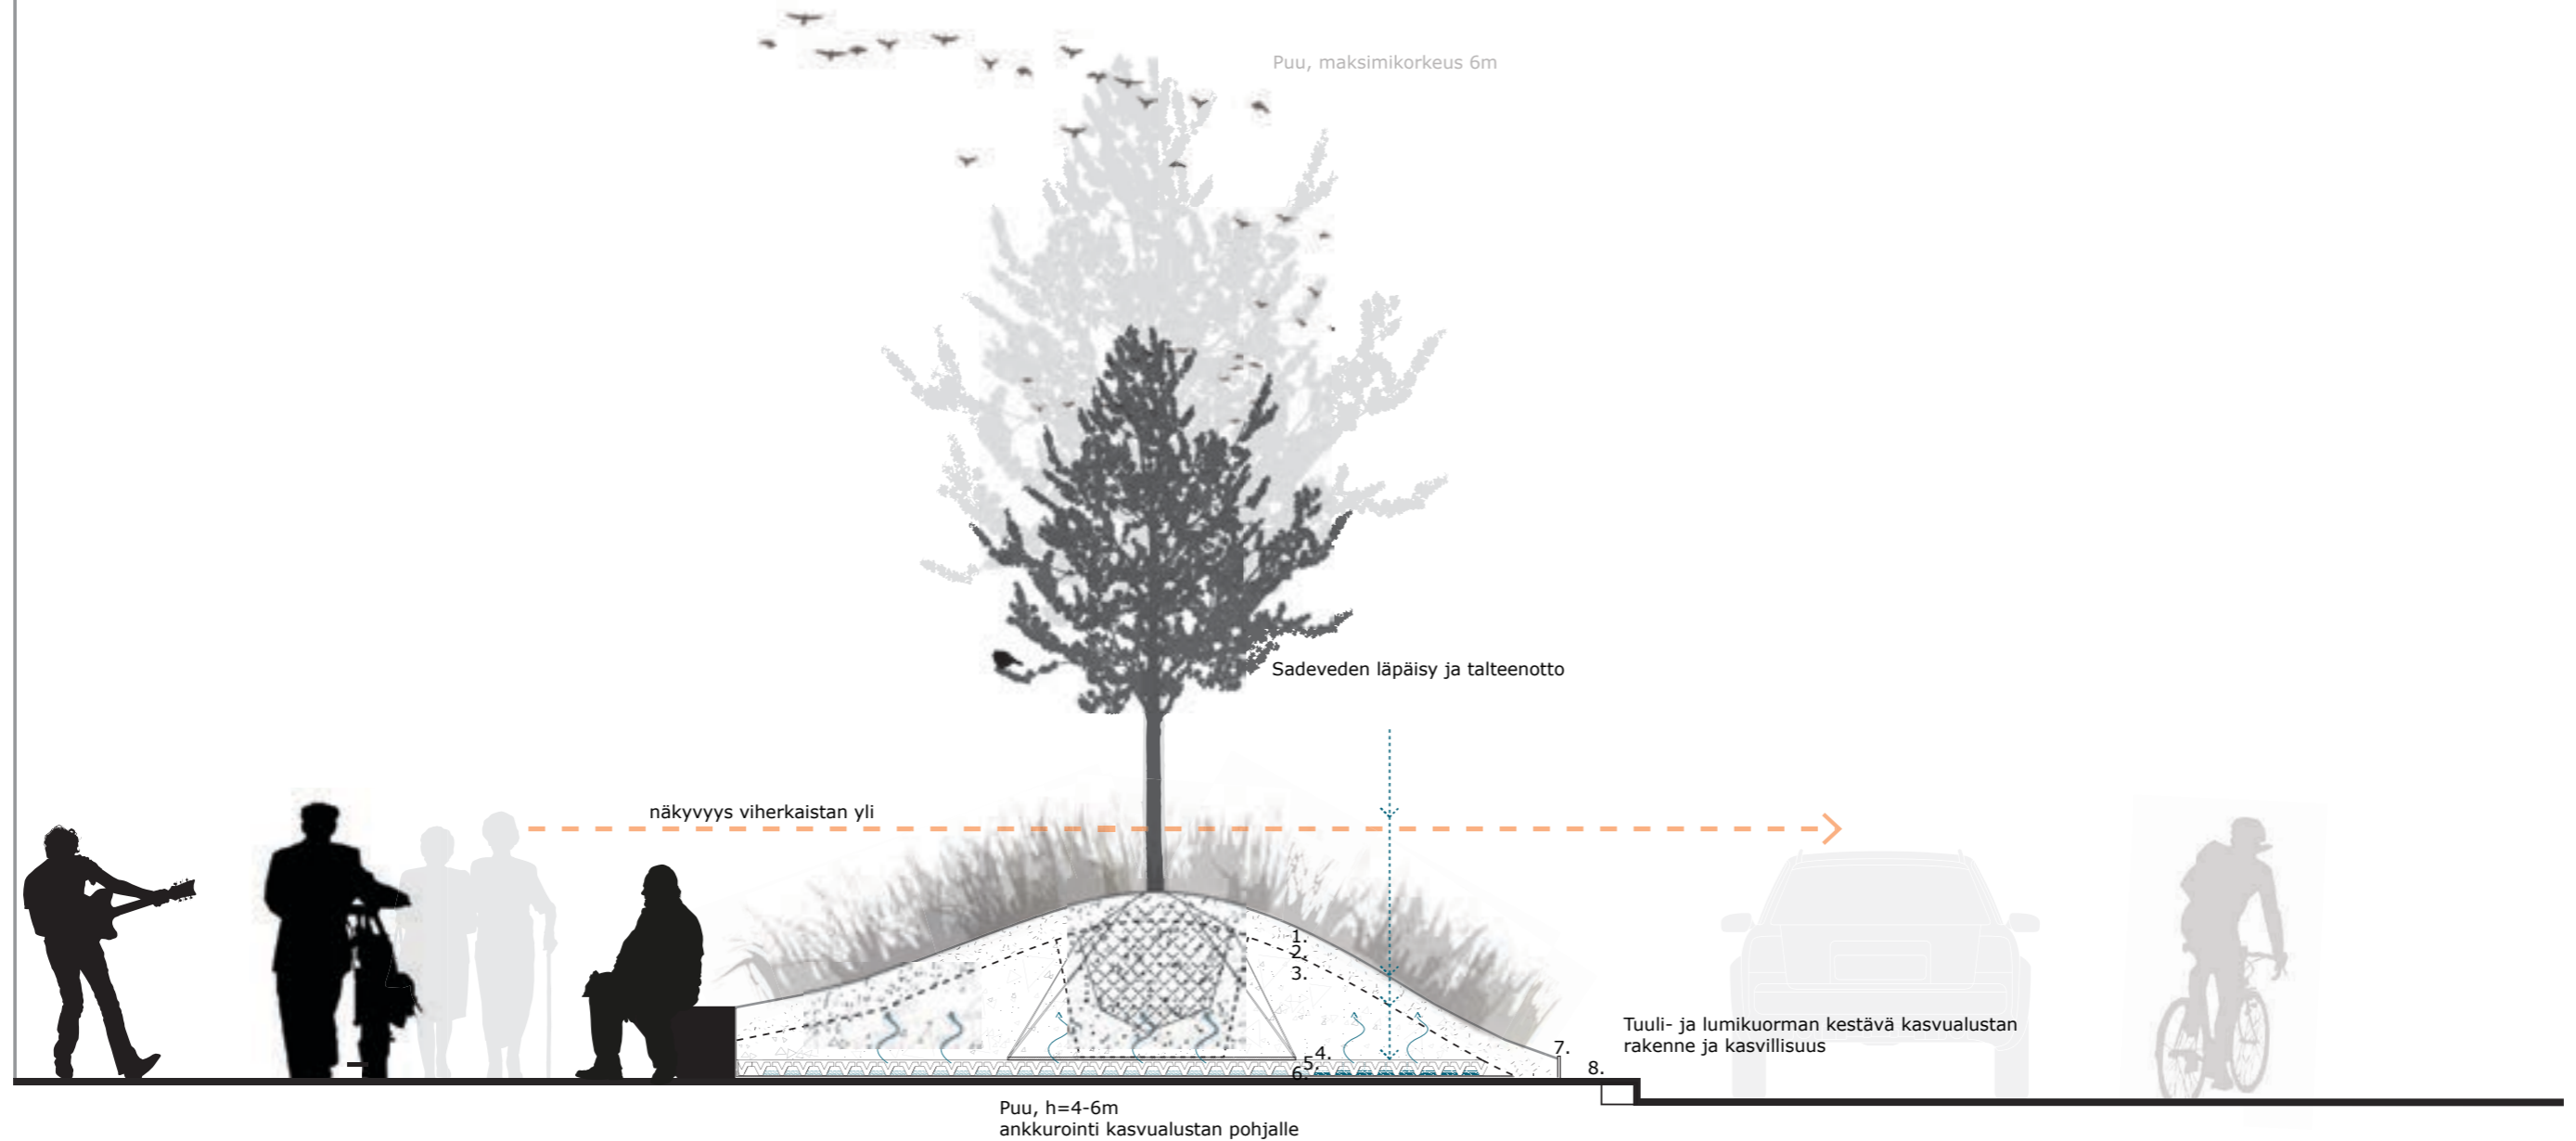 Puu, maksimikorkeus 6m
Sadeveden läpäisy ja talteenotto
näkyvyys viherkaistan yli
1.
2.
3.
4.
5.
6.
7.
8.
Tuuli- ja lumikuorman kestävä kasvualustan
rakenne ja kasvillisuus
Puu, h=4-6m
ankkurointi kasvualustan pohjalle